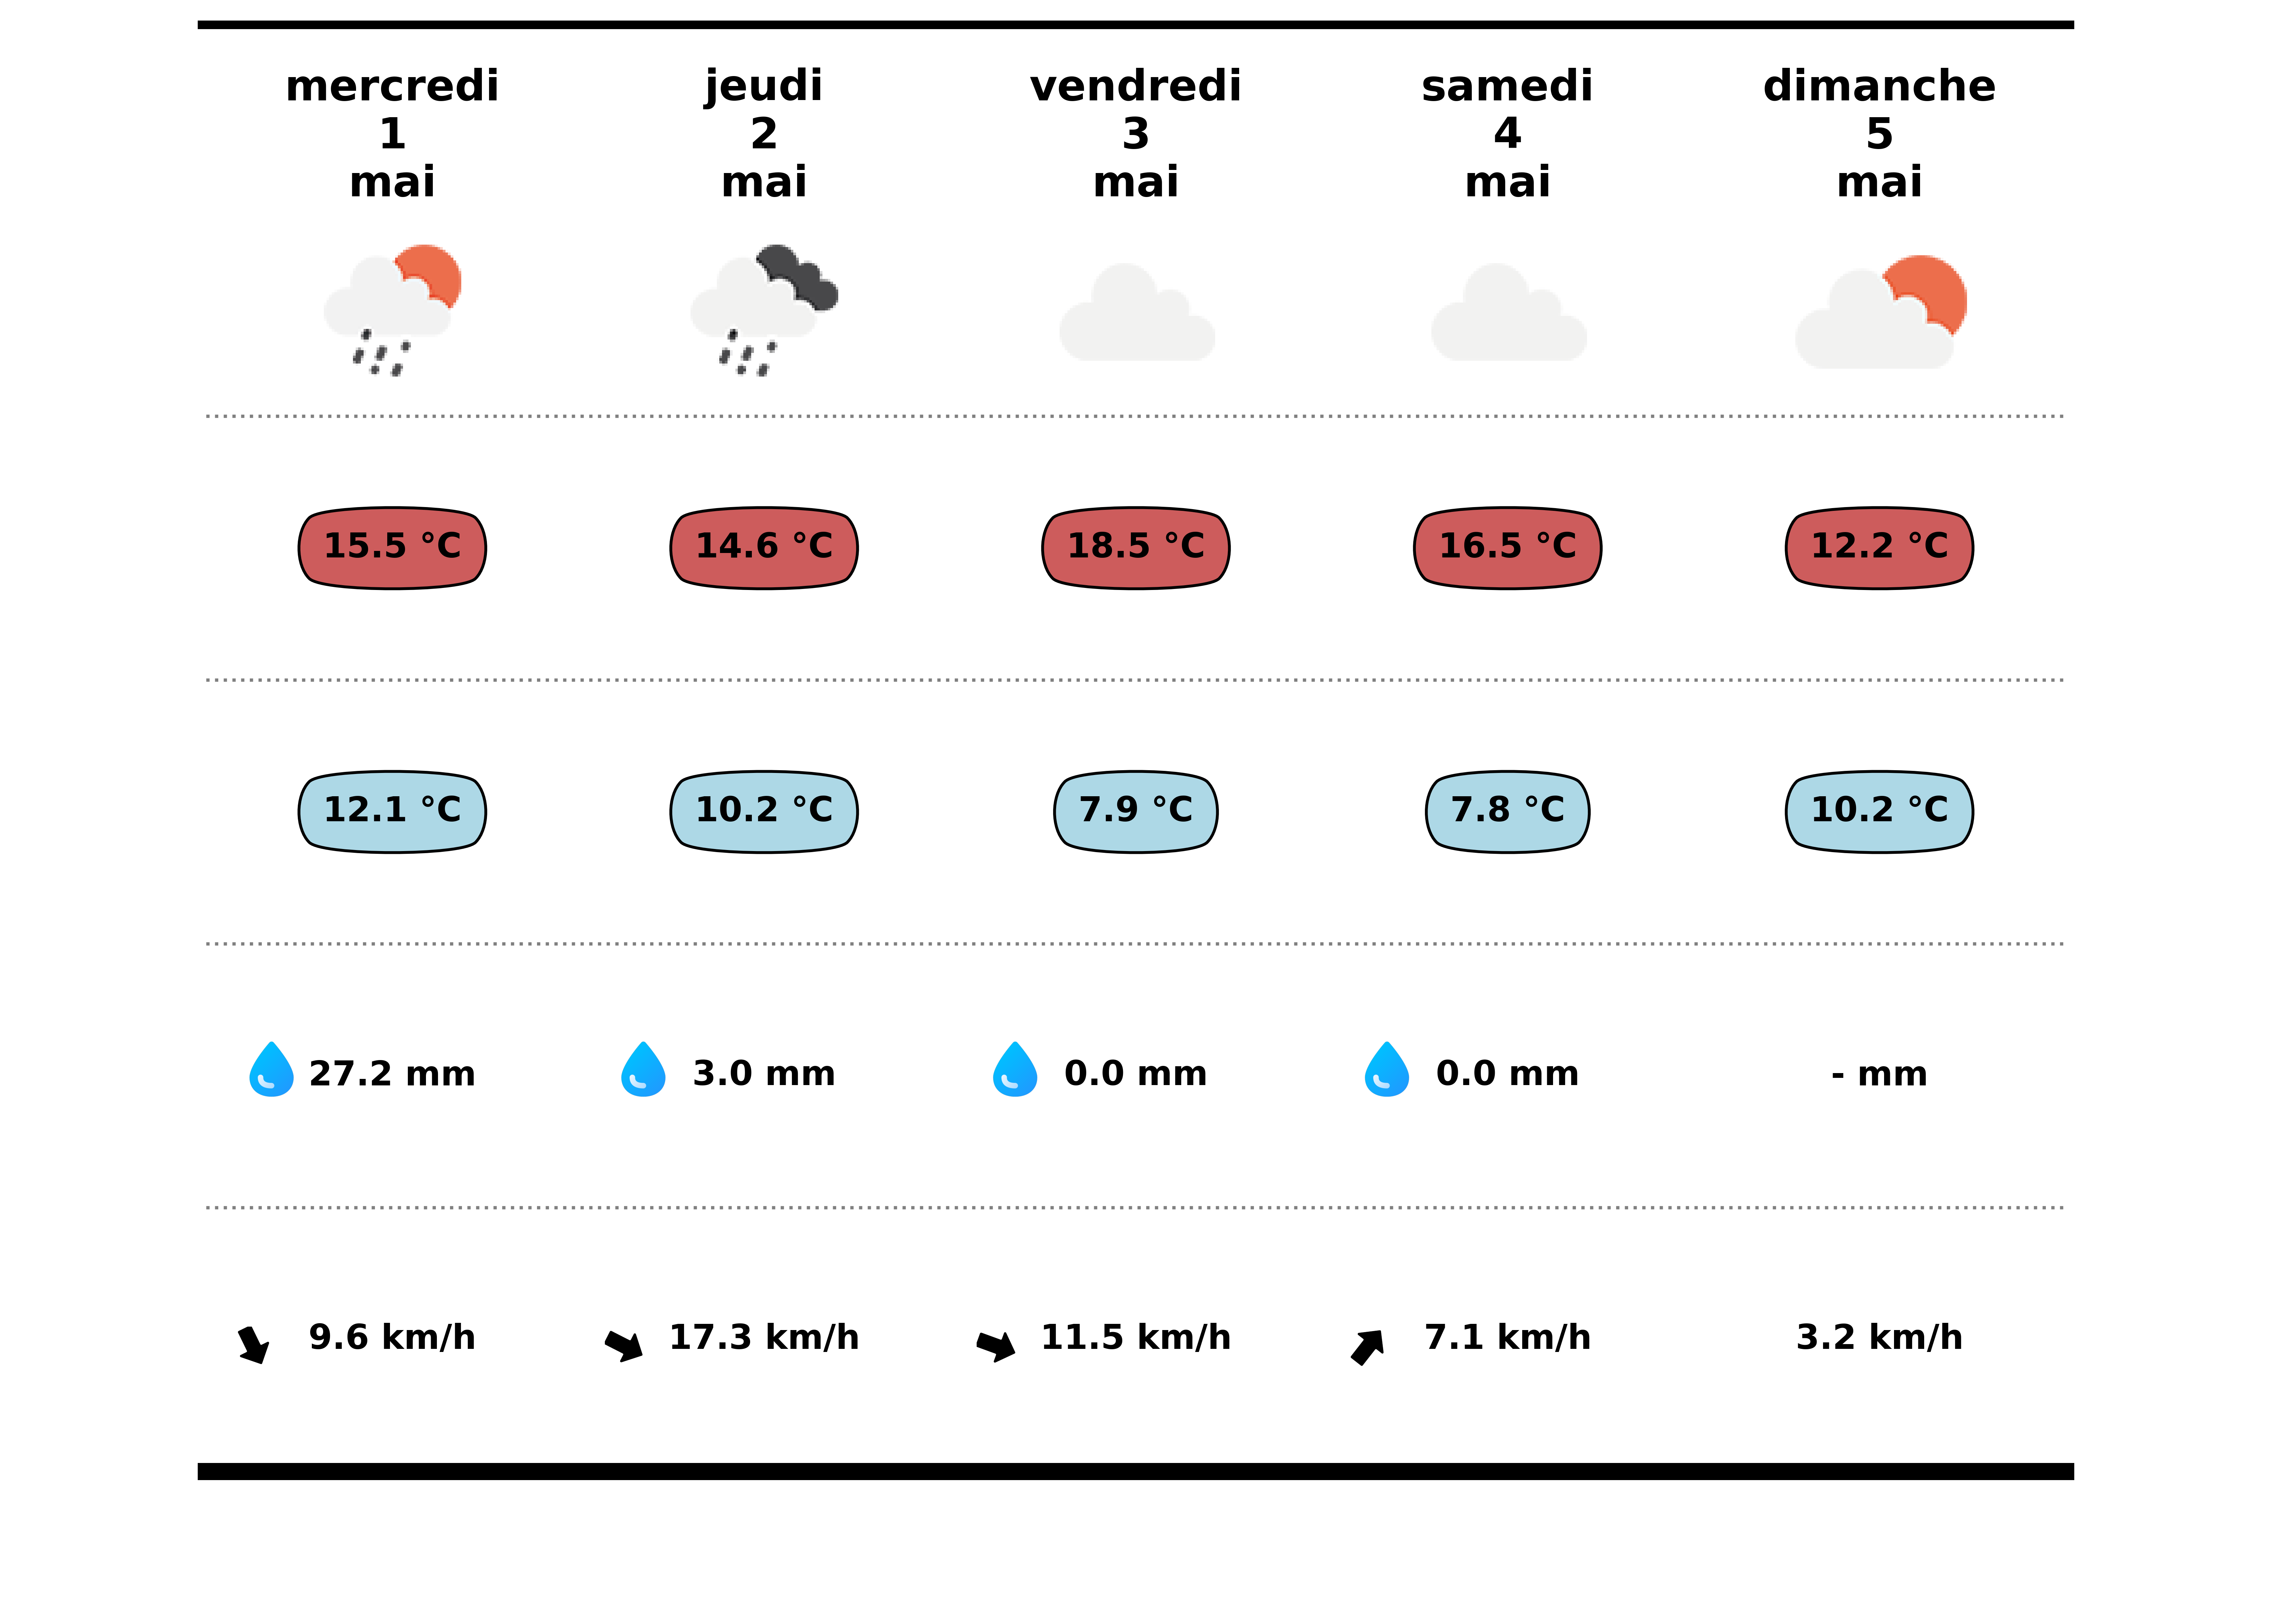 mercredi
1
mai
jeudi
2
mai
vendredi
3
mai
samedi
4
mai
dimanche
5
mai
15.5 °C
14.6 °C
18.5 °C
16.5 °C
12.2 °C
12.1 °C
10.2 °C
7.9 °C
7.8 °C
10.2 °C
27.2 mm
3.0 mm
0.0 mm
0.0 mm
- mm
9.6 km/h
17.3 km/h
11.5 km/h
7.1 km/h
3.2 km/h